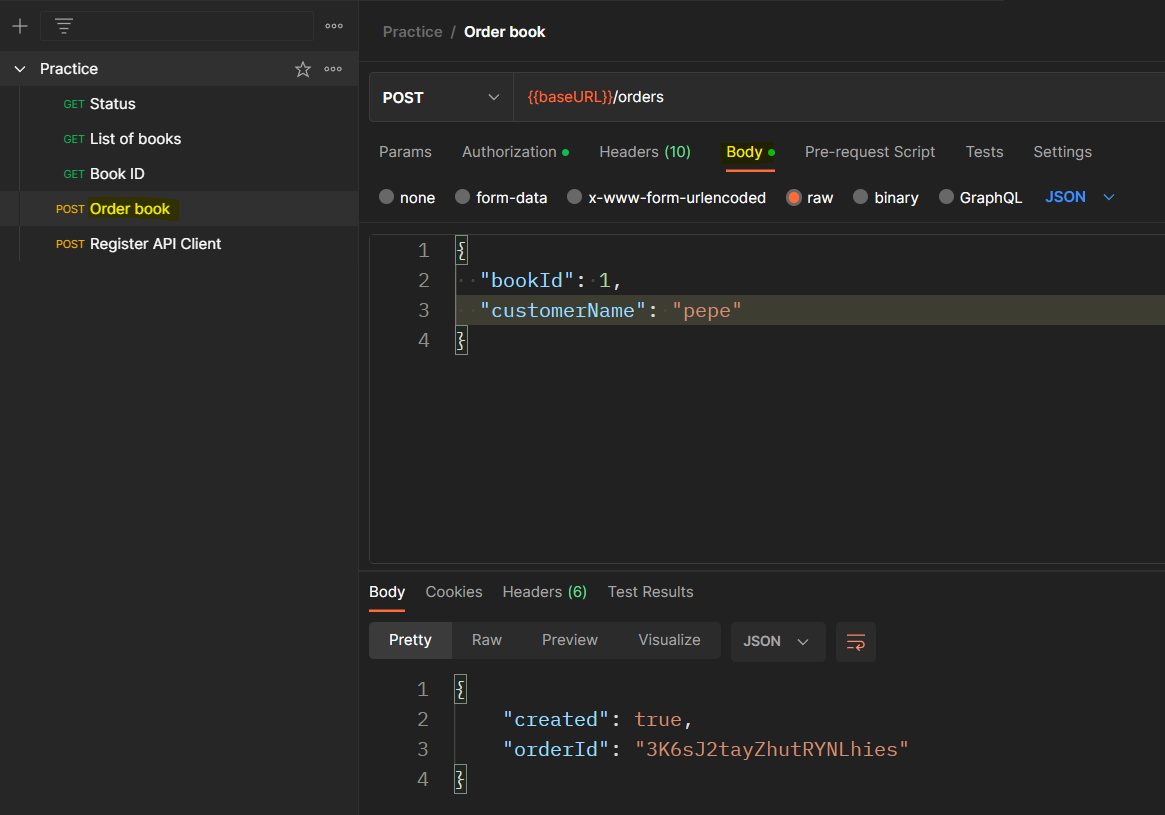 Practice / Order book
Practice
GET Status
GET List of books
GET Book ID
POST Order book
POST Register API Client
POST {{baseURL}}/orders
Params Authorization Headers (10) Body Pre-request Script Tests Settings
none form-data x-www-form-urlencoded raw binary GraphQL JSON
1 {
2 "bookId": 1,
3 "customerName": "pepe"
4 }
Body Cookies Headers (6) Test Results
Pretty Raw Preview Visualize JSON
1 {
2 "created": true,
3 "orderId": "3K6sJ2tayZhutRYNLhies"
4 }